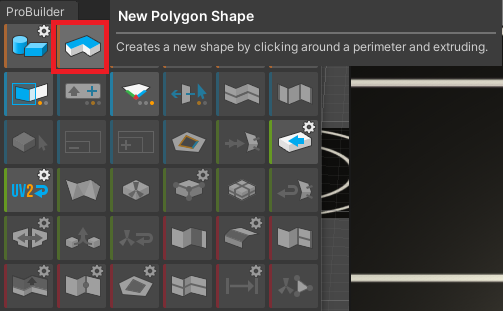 ProBuilder
New Polygon Shape
Creates a new shape by clicking around a perimeter and extruding.
UV2